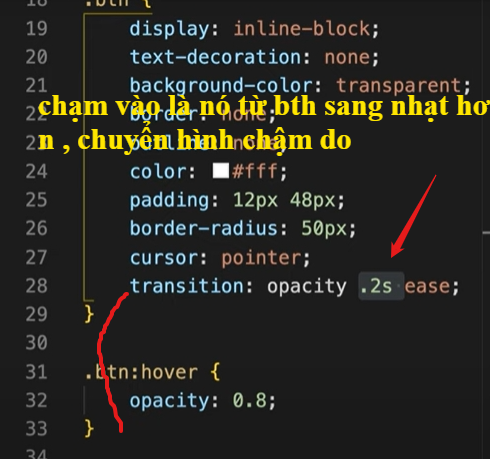 18 .btn {
19 display: inline-block;
20 text-decoration: none;
21 background-color: transparent;
chạm vào là nó từ bth sang nhạt hơ
22 border: none;
n , chuyển hình chậm do
23 outline: none;
24 color: #fff;
25 padding: 12px 48px;
26 border-radius: 50px;
27 cursor: pointer;
28 transition: opacity .2s ease;
29 }
30
31 .btn:hover {
32 opacity: 0.8;
33 }
34